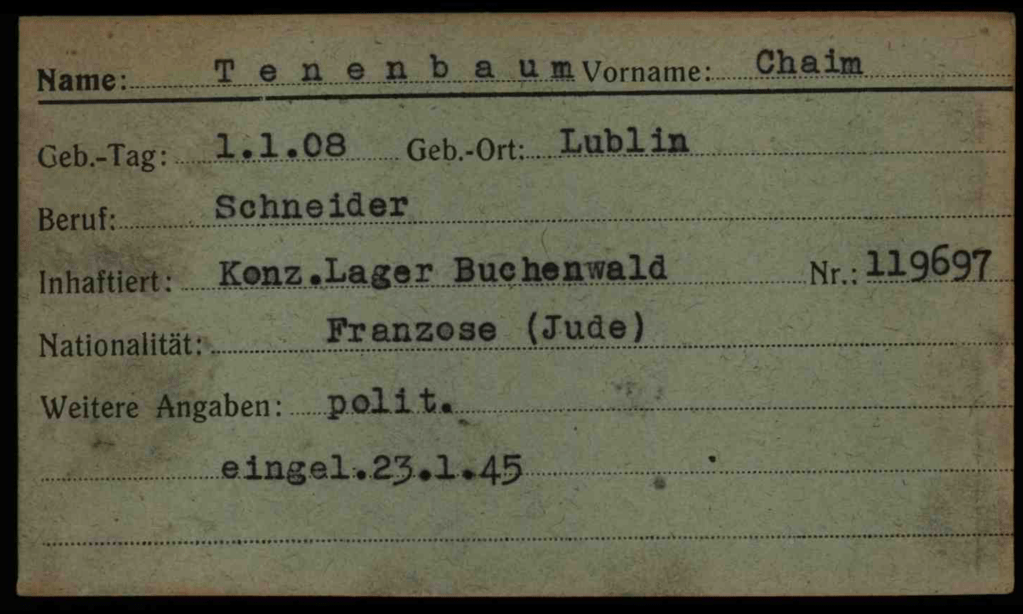 Name: Tenenbaum Vorname: Chaim
Geb.-Tag: 1.1.08 Geb.-Ort: Lublin
Beruf: Schneider
Inhaftiert: Konz.Lager Buchenwald Nr.: 119697
Nationalität: Franzose (Jude)
Weitere Angaben: polit.
eingel.23.1.45